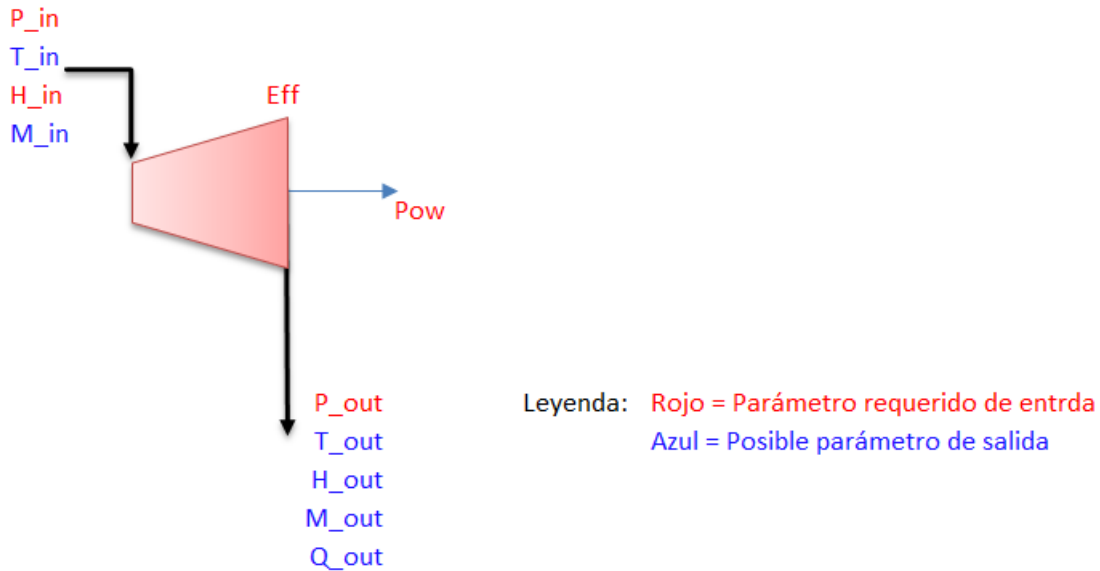 P_in
T_in
H_in
M_in
Eff
Pow
P_out
T_out
H_out
M_out
Q_out
Leyenda: Rojo = Parámetro requerido de entrda
Azul = Posible parámetro de salida